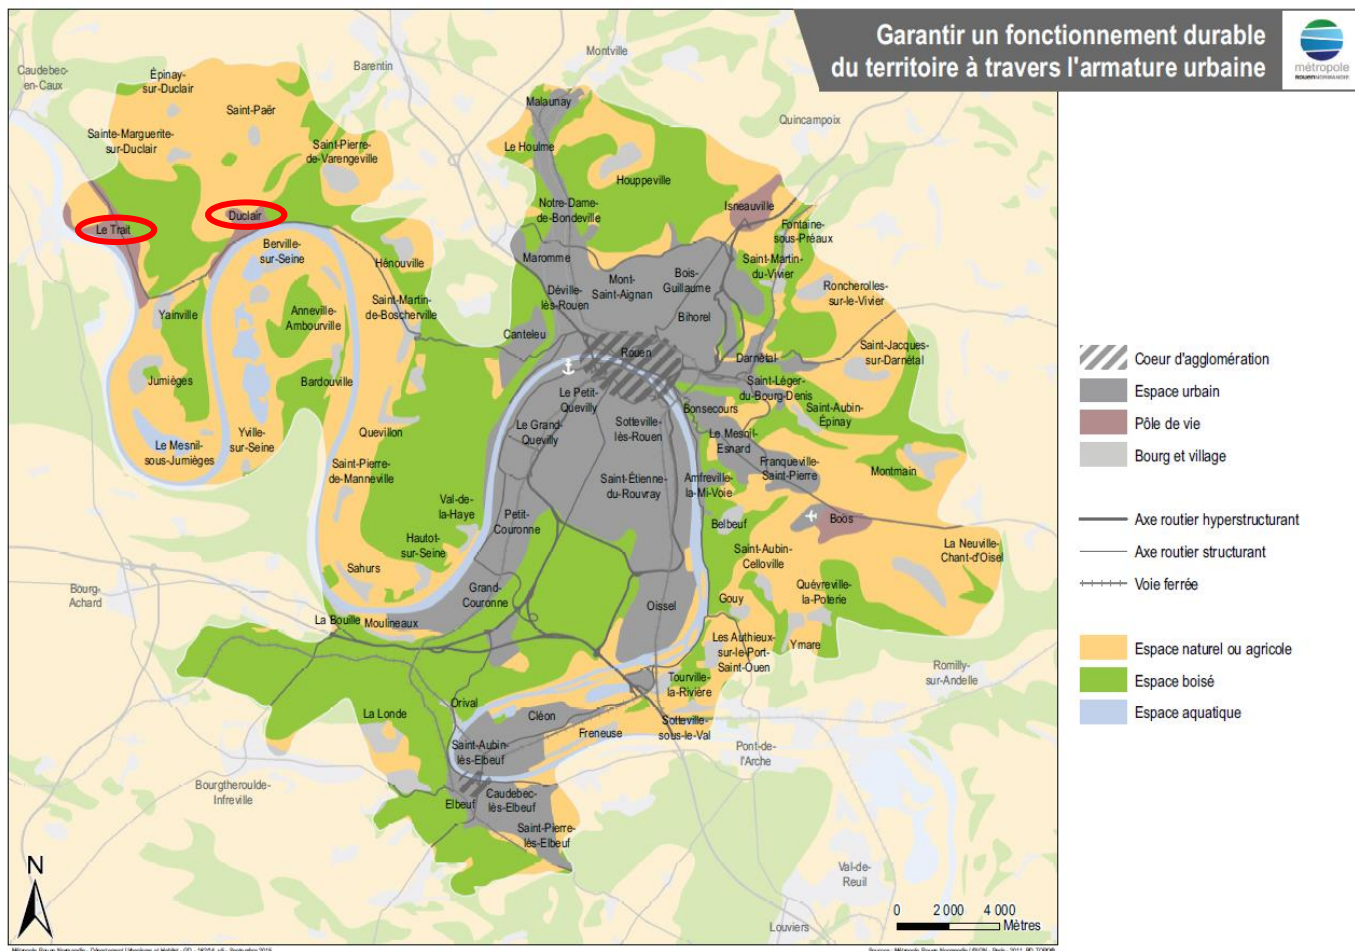 Garantir un fonctionnement durable
du territoire à travers l'armature urbaine
métropole
ROUENNORMANDIE
Montville
Caudebec-
en-Caux
Épinay-
sur-Duclair
Barentin
Saint-Paër
Malaunay
Quincampoix
Sainte-Marguerite-
sur-Duclair
Saint-Pierre-
de-Varengeville
Le Houlme
Houppeville
Notre-Dame-
de-Bondeville
Isneauville
Duclair
Le Trait
Fontaine-
sous-Préaux
Berville-
sur-Seine
Hénouville
Maromme
Mont-
Saint-Aignan
Bois-
Guillaume
Saint-Martin-
du-Vivier
Roncherolles-
sur-le-Vivier
Déville-
lès-Rouen
Saint-Martin-
de-Boscherville
Yainville
Anneville-
Ambourville
Bihorel
Canteleu
Rouen
Darnétal
Saint-Jacques-
sur-Darnétal
Jumièges
Bardouville
Saint-Léger-
du-Bourg-Denis
Le Petit-
Quevilly
Bonsecours
Saint-Aubin-
Épinay
Le Grand-
Quevilly
Sotteville-
lès-Rouen
Le Mesnil-
Esnard
Le Mesnil-
sous-Jumièges
Yville-
sur-Seine
Quevillon
Saint-Pierre-
de-Manneville
Franqueville-
Saint-Pierre
Montmain
Saint-Étienne-
du-Rouvray
Amfreville-
la-Mi-Voie
Val-de-
la-Haye
Petit-
Couronne
Belbeuf
Boos
Hautot-
sur-Seine
Saint-Aubin-
Celloville
La Neuville-
Chant-d'Oisel
Sahurs
Bourg-
Achard
Grand-
Couronne
Quévreville-
la-Poterie
Oissel
Gouy
La Bouille
Moulineaux
Les Authieux-
sur-le-Port-
Saint-Ouen
Ymare
Romilly-
sur-Andelle
Tourville-
la-Rivière
Orival
La Londe
Cléon
Freneuse
Sotteville-
sous-le-Val
Saint-Aubin-
lès-Elbeuf
Pont-de-
l'Arche
Bourgtheroulde-
Infreville
Elbeuf
Caudebec-
lès-Elbeuf
Saint-Pierre-
lès-Elbeuf
Val-de-
Reuil
Louviers
N
0 2 000 4 000
Mètres
Coeur d'agglomération
Espace urbain
Pôle de vie
Bourg et village
Axe routier hyperstructurant
Axe routier structurant
Voie ferrée
Espace naturel ou agricole
Espace boisé
Espace aquatique